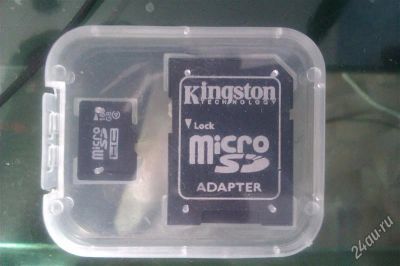 Kingston
TECHNOLOGY
Lock
micro
SD
ADAPTER
micro
SD
HC
24au.ru